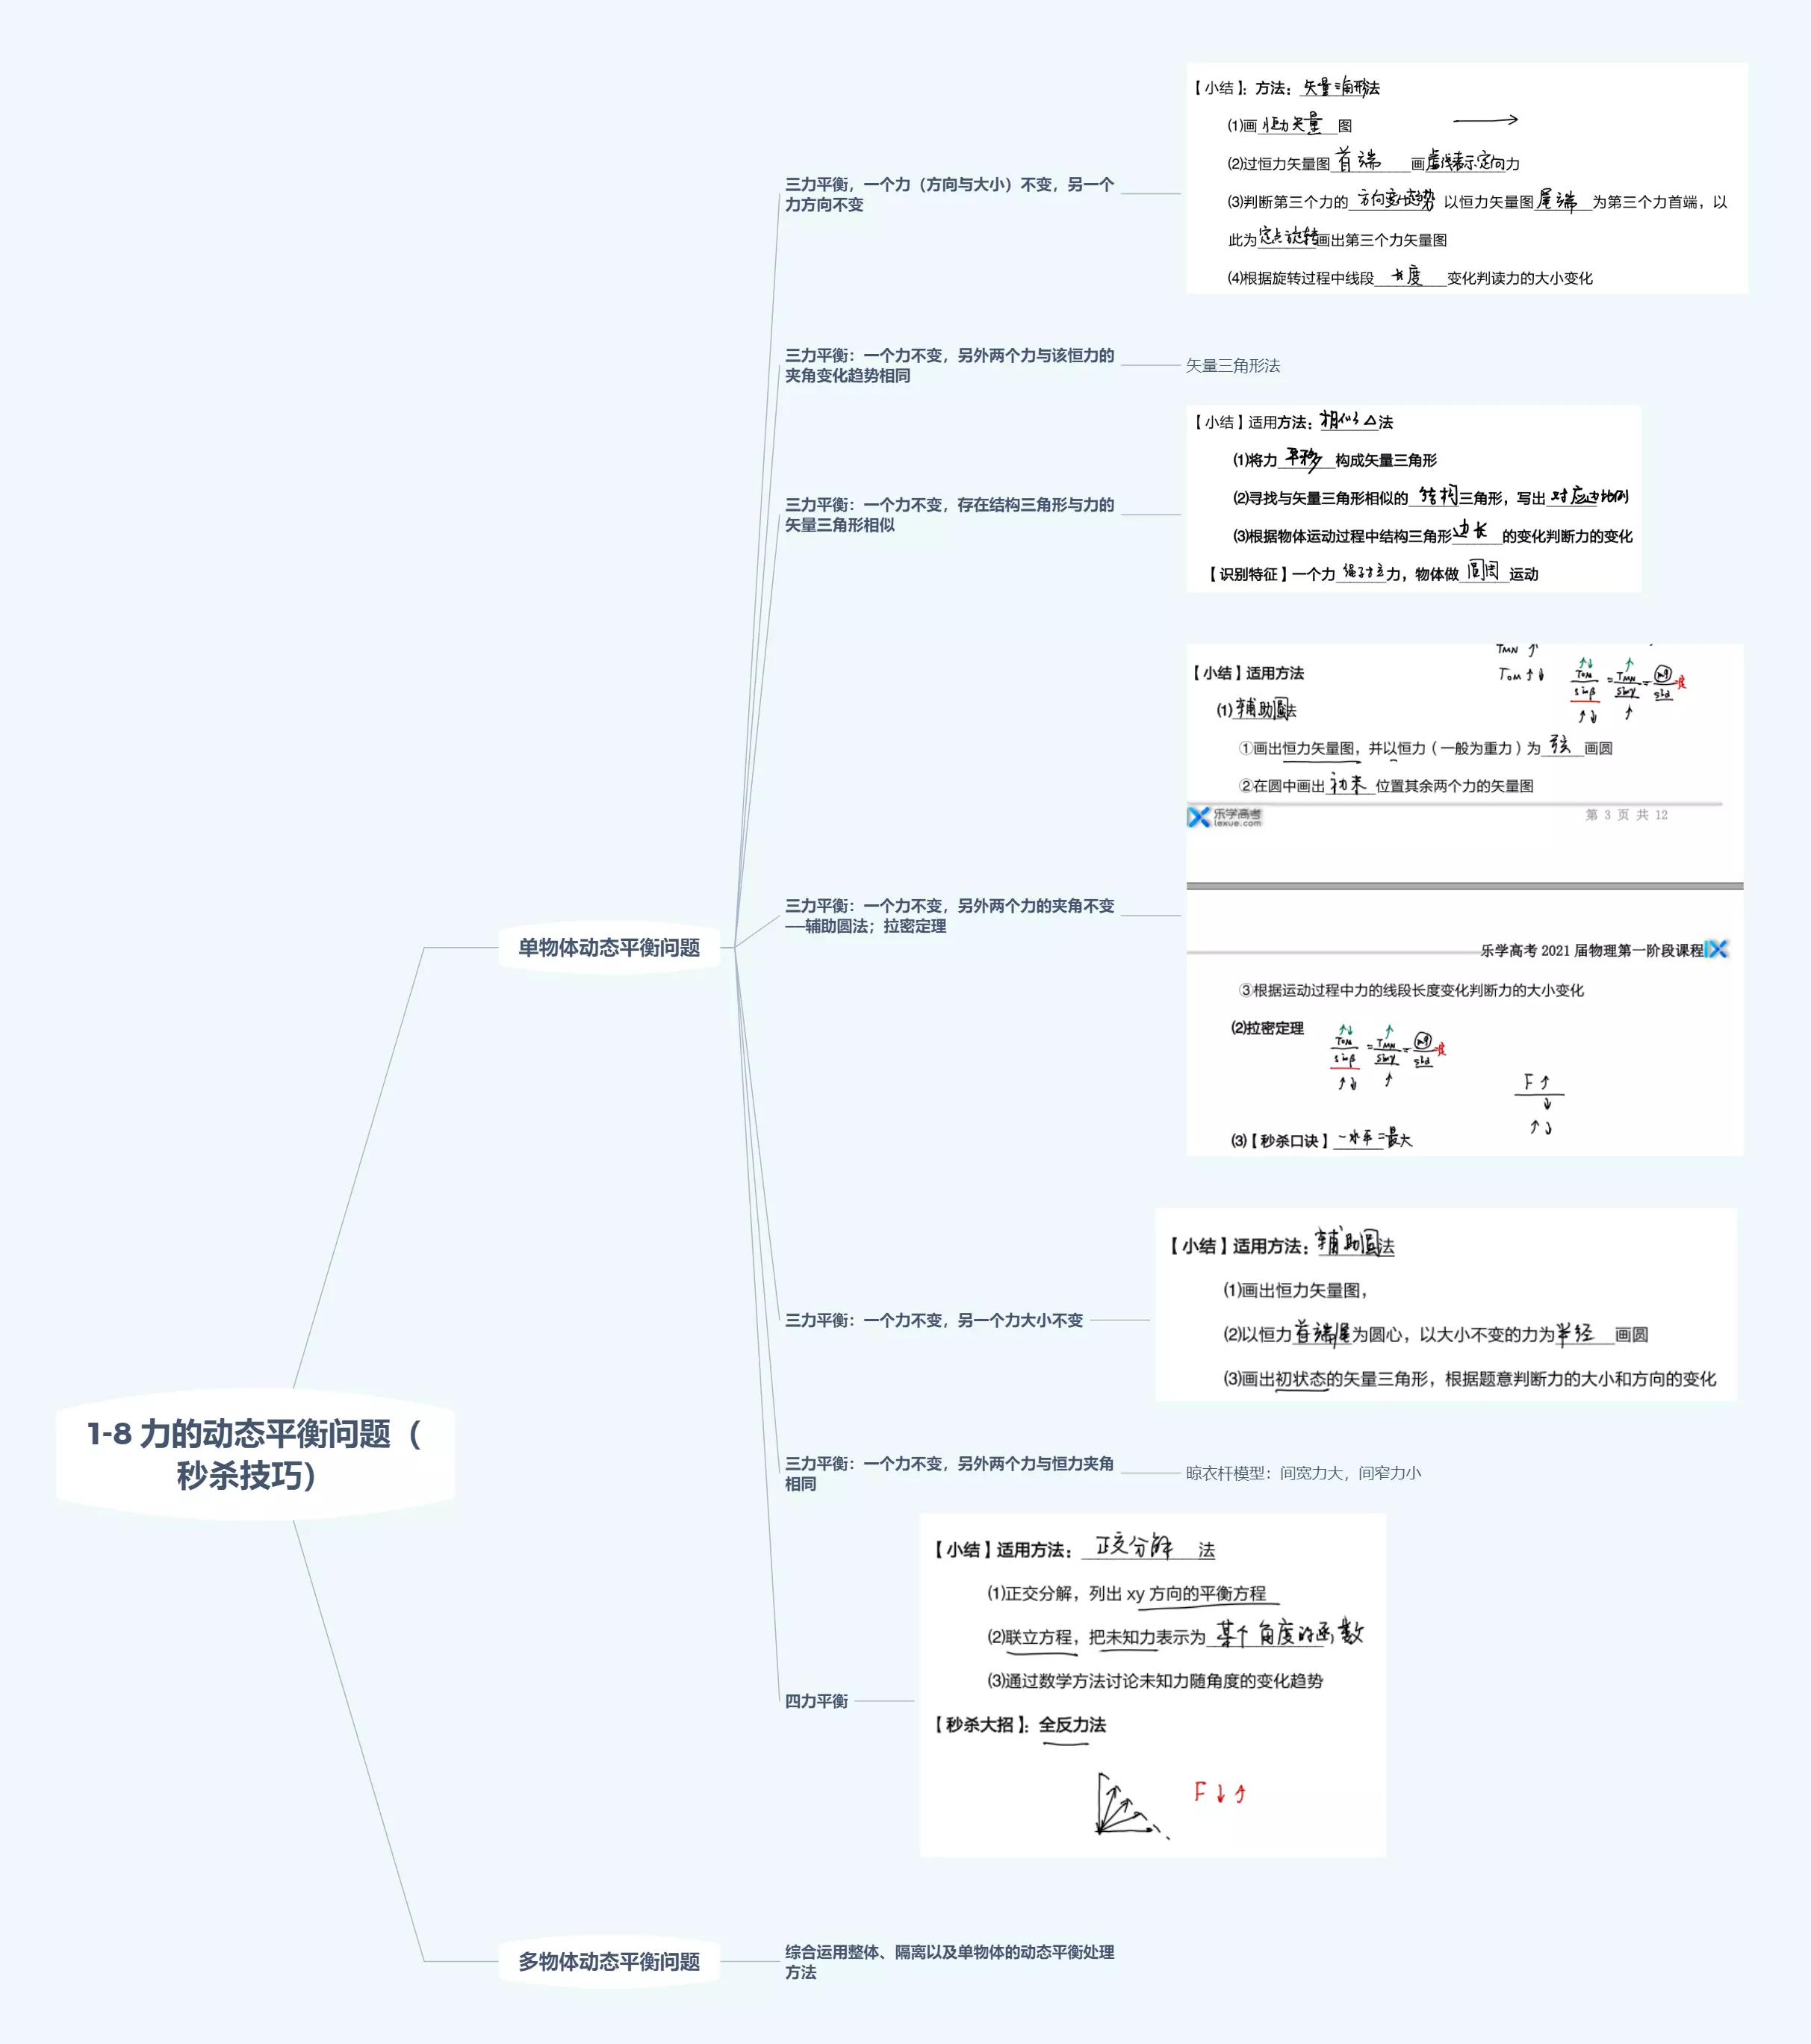 【小结】：方法：矢量三角形法
(1)画恒力矢量图
(2)过恒力矢量图首端画虚线表示定向力
(3)判断第三个力的方向变化趋势 以恒力矢量图尾端为第三个力首端，以
此为定点旋转画出第三个力矢量图
(4)根据旋转过程中线段长度变化判读力的大小变化
三力平衡，一个力（方向与大小）不变，另一个
力方向不变
三力平衡：一个力不变，另外两个力与该恒力的
夹角变化趋势相同
矢量三角形法
【小结】适用方法：相似△法
(1)将力平移构成矢量三角形
(2)寻找与矢量三角形相似的结构三角形，写出对应边比例
(3)根据物体运动过程中结构三角形边长的变化判断力的变化
【识别特征】一个力绳子拉力，物体做圆周运动
三力平衡：一个力不变，存在结构三角形与力的
矢量三角形相似
TMN ↑
TOM ↑↓
【小结】适用方法
↑↓ ↑
TOM/sinβ = TMN/sinγ = mg/sinα 定
↑↓ ↑
(1)辅助圆法
①画出恒力矢量图，并以恒力（一般为重力）为弦画圆
②在圆中画出初末位置其余两个力的矢量图
乐学高考
lexue.com
第 3 页 共 12
三力平衡：一个力不变，另外两个力的夹角不变
—辅助圆法；拉密定理
单物体动态平衡问题
乐学高考 2021 届物理第一阶段课程
③根据运动过程中力的线段长度变化判断力的大小变化
(2)拉密定理
↑↓ ↑
TOM/sinβ = TMN/sinγ = mg/sinα 定
↑↓ ↑
F ↑
↓
↑↓
(3)【秒杀口诀】一水平二最大
三力平衡：一个力不变，另一个力大小不变
【小结】适用方法：辅助圆法
(1)画出恒力矢量图，
(2)以恒力首端尾为圆心，以大小不变的力为半径画圆
(3)画出初状态的矢量三角形，根据题意判断力的大小和方向的变化
1-8 力的动态平衡问题（
秒杀技巧）
三力平衡：一个力不变，另外两个力与恒力夹角
相同
晾衣杆模型：间宽力大，间窄力小
四力平衡
【小结】适用方法：正交分解法
(1)正交分解，列出 xy 方向的平衡方程
(2)联立方程，把未知力表示为某个角度的函数
(3)通过数学方法讨论未知力随角度的变化趋势
【秒杀大招】：全反力法
F ↓ ↑
多物体动态平衡问题
综合运用整体、隔离以及单物体的动态平衡处理
方法